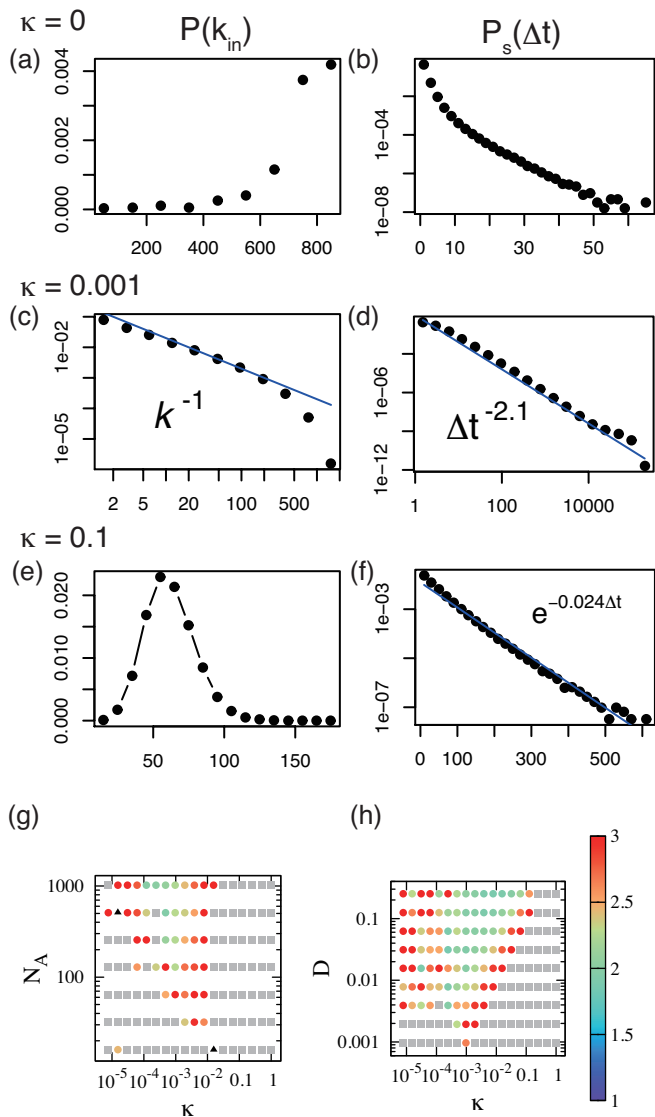 κ = 0
P(k_in) P_s(Δt)
(a) (b)
0.004
0.002
0.000
200 400 600 800
1e−04
1e−08
0 10 30 50
κ = 0.001
(c) (d)
1e−02
1e−05
k^-1
2 5 20 50 200 500
1e−06
1e−12
Δt^-2.1
1 100 10000
κ = 0.1
(e) (f)
0.020
0.010
0.000
50 100 150
1e−03
1e−07
e^−0.024Δt
0 100 300 500
(g) (h)
1000
100
N_A
10^-5 10^-4 10^-3 10^-2 0.1 1
κ
0.1
0.01
0.001
D
10^-5 10^-4 10^-3 10^-2 0.1 1
κ
3
2.5
2
1.5
1